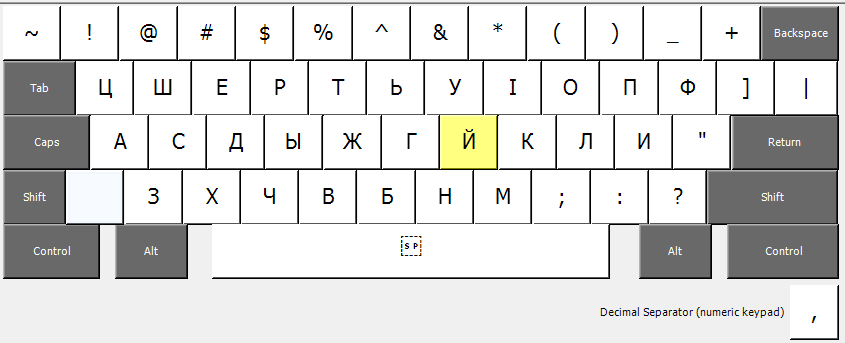 ~ ! @ # $ % ^ & * ( ) _ + Backspace
Tab Ц Ш Е Р Т Ь У І О П Ф ] |
Caps А С Д Ы Ж Г Й К Л И " Return
Shift З Х Ч В Б Н М ; : ? Shift
Control Alt SP Alt Control
Decimal Separator (numeric keypad) ,